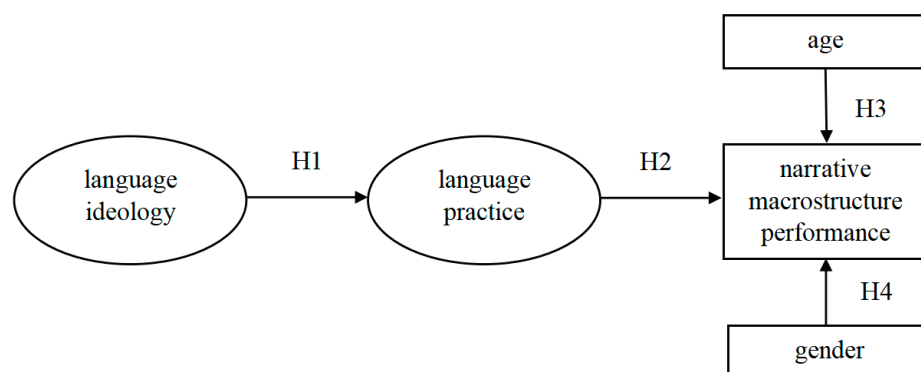 age
H3
H1
H2
language
ideology
language
practice
narrative
macrostructure
performance
H4
gender